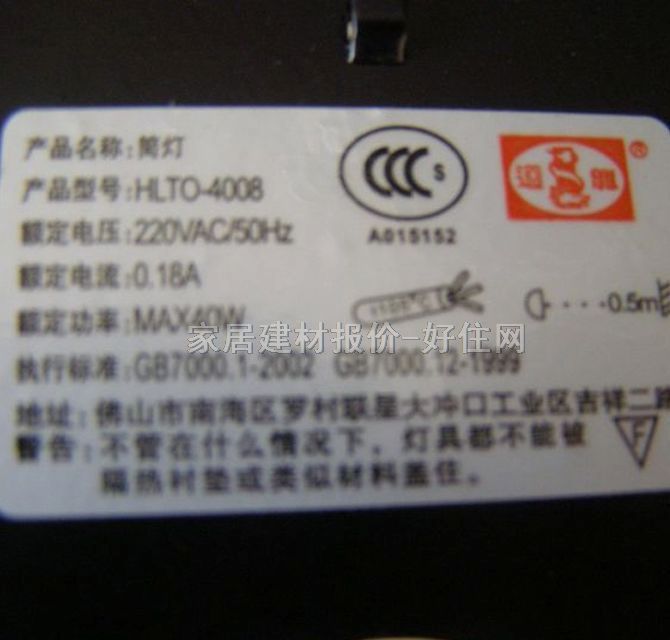 产品名称:筒灯
产品型号:HLTO-4008
CCC S
A015152
®
额定电压:220VAC/50Hz
额定电流:0.18A
额定功率:MAX40W
0.5m
家居建材报价-好住网
执行标准:GB7000.1-2002 GB7000.12-1999
地址:佛山市南海区罗村联星大冲口工业区吉祥二路
警告:不管在什么情况下,灯具都不能被
隔热衬垫或类似材料盖住。
F